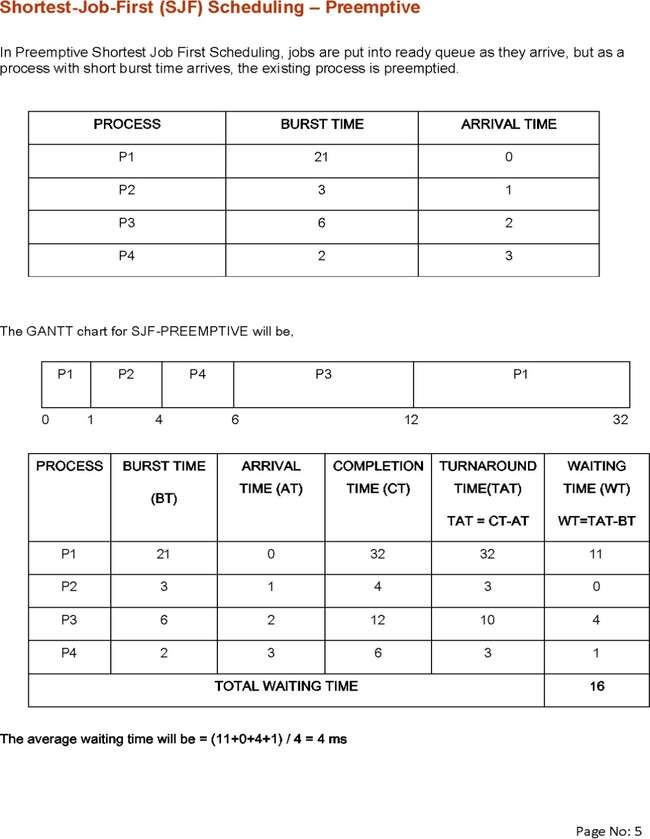 Shortest-Job-First (SJF) Scheduling – Preemptive
In Preemptive Shortest Job First Scheduling, jobs are put into ready queue as they arrive, but as a
process with short burst time arrives, the existing process is preemptied.
PROCESS BURST TIME ARRIVAL TIME
P1 21 0
P2 3 1
P3 6 2
P4 2 3
The GANTT chart for SJF-PREEMPTIVE will be,
P1 P2 P4 P3 P1
0 1 4 6 12 32
PROCESS BURST TIME ARRIVAL COMPLETION TURNAROUND WAITING
(BT) TIME (AT) TIME (CT) TIME(TAT) TIME (WT)
TAT = CT-AT WT=TAT-BT
P1 21 0 32 32 11
P2 3 1 4 3 0
P3 6 2 12 10 4
P4 2 3 6 3 1
TOTAL WAITING TIME 16
The average waiting time will be = (11+0+4+1) / 4 = 4 ms
Page No: 5